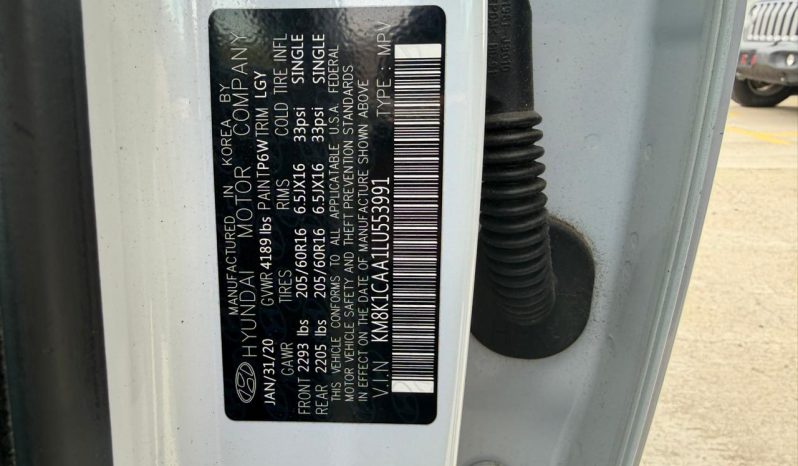 MANUFACTURED IN KOREA BY
HYUNDAI MOTOR COMPANY
JAN/31/20 GVWR 4189 lbs PAINT P6W TRIM LGY
GAWR TIRES RIMS COLD TIRE INFL
FRONT 2293 lbs 205/60R16 6.5JX16 33psi SINGLE
REAR 2205 lbs 205/60R16 6.5JX16 33psi SINGLE
THIS VEHICLE CONFORMS TO ALL APPLICABLE U.S.A. FEDERAL
MOTOR VEHICLE SAFETY AND THEFT PREVENTION STANDARDS
IN EFFECT ON THE DATE OF MANUFACTURE SHOWN ABOVE
V.I.N KM8K1CAA1LU553991 TYPE : MPV